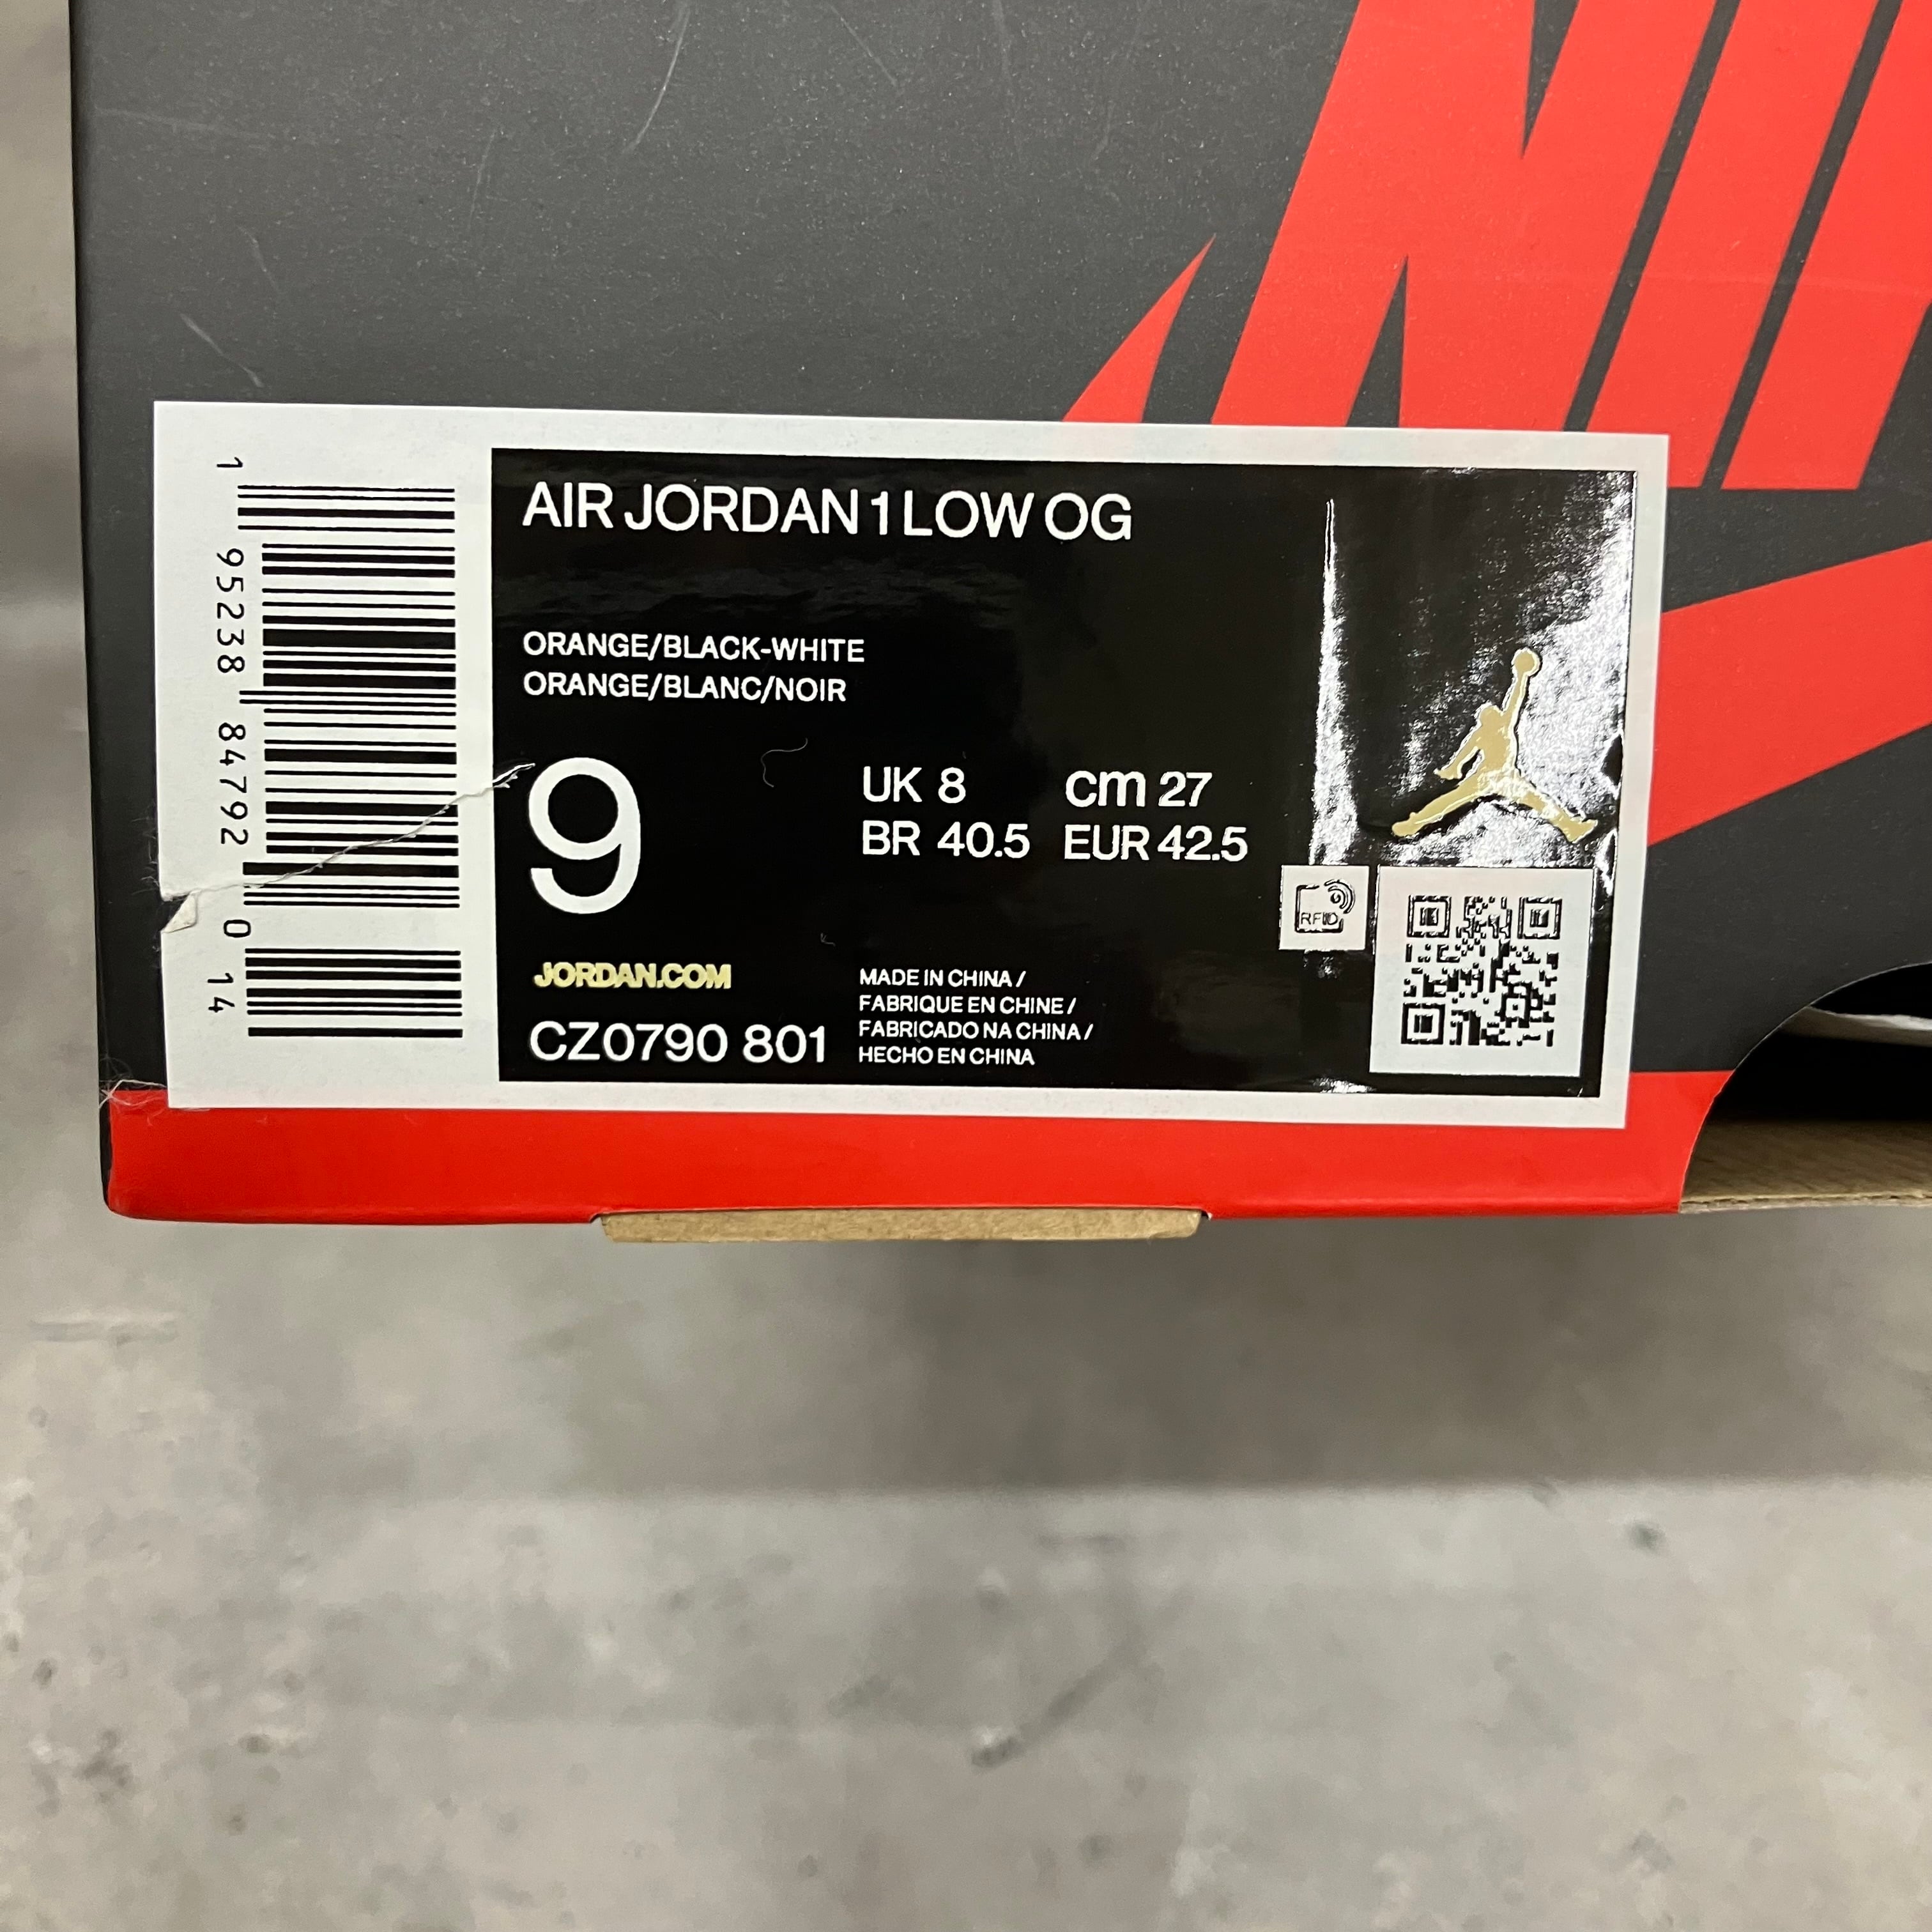 NI
AIR JORDAN 1 LOW OG
ORANGE/BLACK-WHITE
ORANGE/BLANC/NOIR
9
UK 8
cm 27
BR 40.5
EUR 42.5
RFID
JORDAN.COM
CZ0790 801
MADE IN CHINA /
FABRIQUE EN CHINE /
FABRICADO NA CHINA /
HECHO EN CHINA
1 95238 84792 0 14